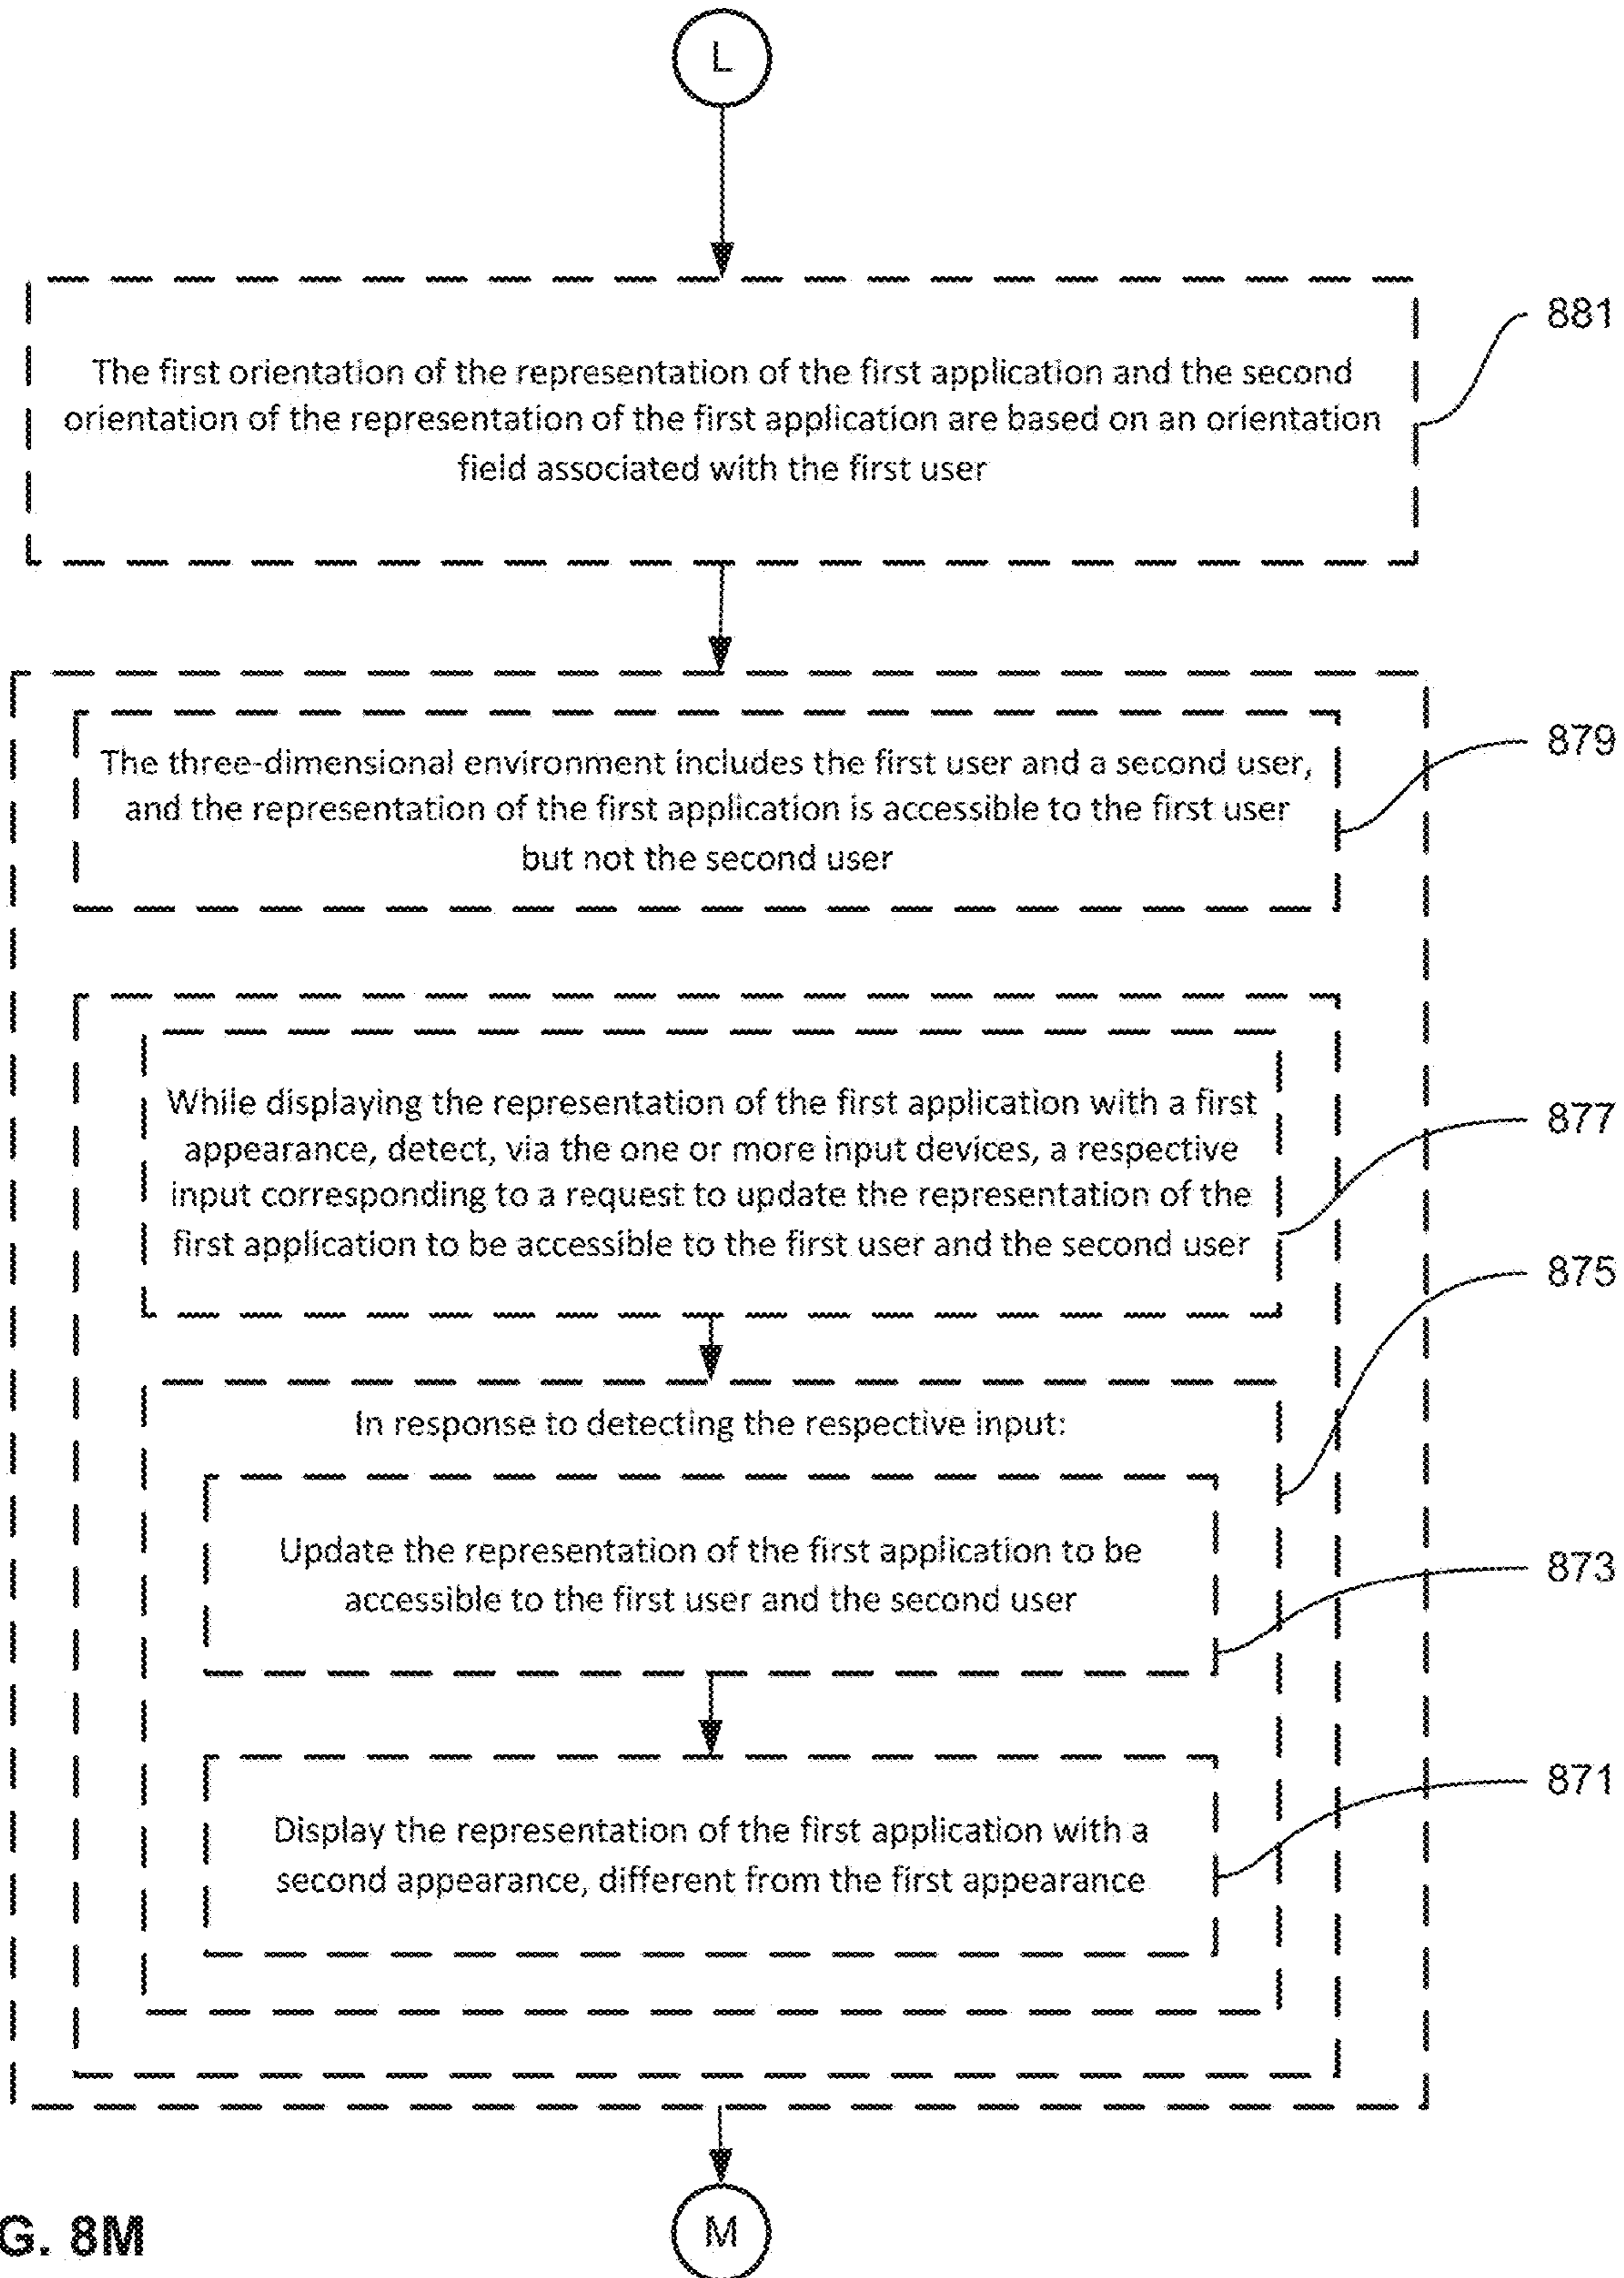 L
The first orientation of the representation of the first application and the second
orientation of the representation of the first application are based on an orientation
field associated with the first user
881
The three-dimensional environment includes the first user and a second user,
and the representation of the first application is accessible to the first user
but not the second user
879
While displaying the representation of the first application with a first
appearance, detect, via the one or more input devices, a respective
input corresponding to a request to update the representation of the
first application to be accessible to the first user and the second user
877
875
In response to detecting the respective input:
Update the representation of the first application to be
accessible to the first user and the second user
873
Display the representation of the first application with a
second appearance, different from the first appearance
871
M
G. 8M